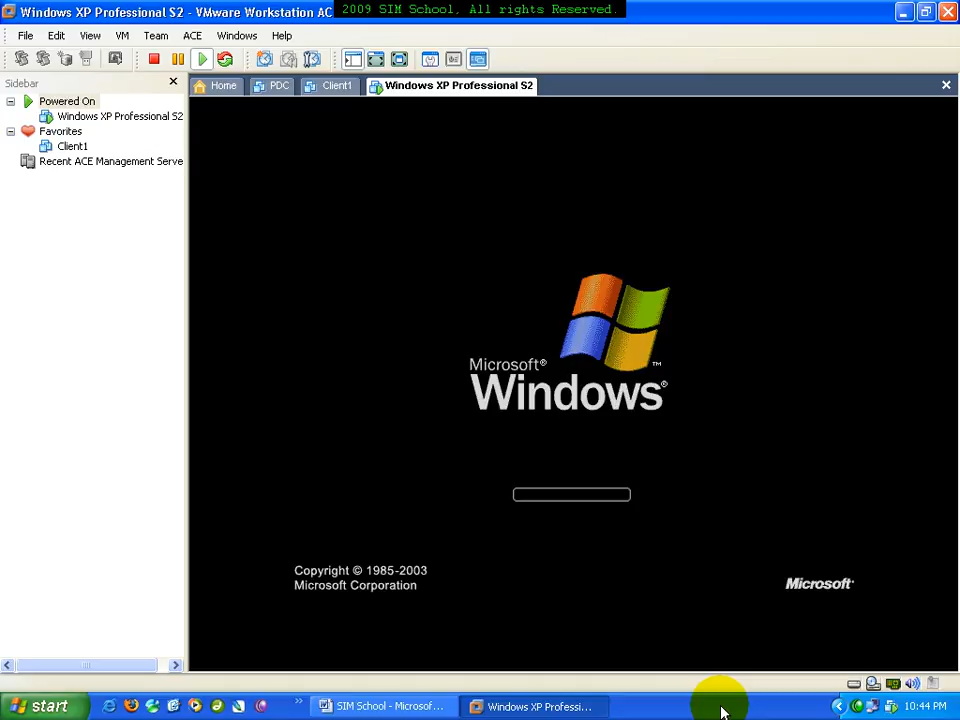 Windows XP Professional S2 - VMware Workstation AC
2009 SIM School, All rights Reserved.
File Edit View VM Team ACE Windows Help
Sidebar
Home PDC Client1 Windows XP Professional S2
Powered On
Windows XP Professional S2
Favorites
Client1
Recent ACE Management Serve
Microsoft®
Windows®
™
Copyright © 1985-2003
Microsoft Corporation
Microsoft
start
SIM School - Microsof...
Windows XP Professi...
10:44 PM